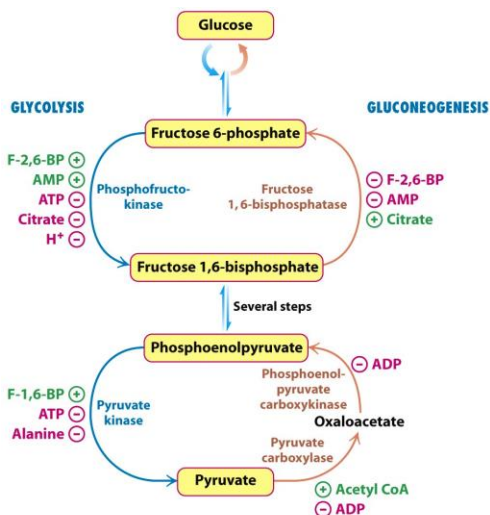 Glucose
GLYCOLYSIS
GLUCONEOGENESIS
Fructose 6-phosphate
F-2,6-BP +
AMP +
ATP −
Citrate −
H+ −
Phosphofructo-
kinase
Fructose
1,6-bisphosphatase
− F-2,6-BP
− AMP
+ Citrate
Fructose 1,6-bisphosphate
Several steps
Phosphoenolpyruvate
F-1,6-BP +
ATP −
Alanine −
Pyruvate
kinase
Phosphoenol-
pyruvate
carboxykinase
− ADP
Oxaloacetate
Pyruvate
carboxylase
Pyruvate
+ Acetyl CoA
− ADP